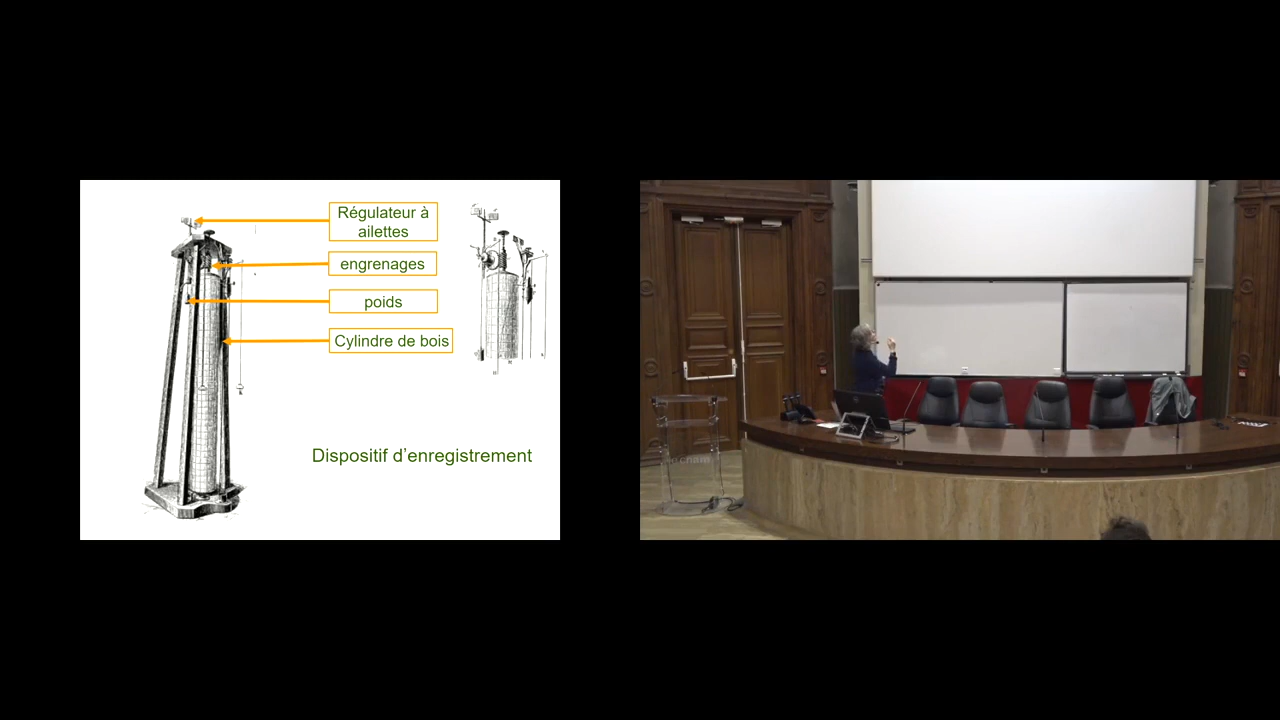 Régulateur à
ailettes
engrenages
poids
Cylindre de bois
Dispositif d'enregistrement